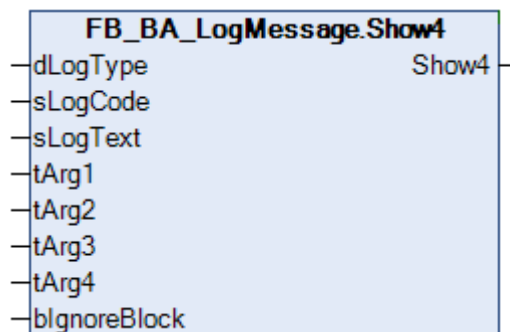 FB_BA_LogMessage.Show4
dLogType Show4
sLogCode
sLogText
tArg1
tArg2
tArg3
tArg4
bIgnoreBlock